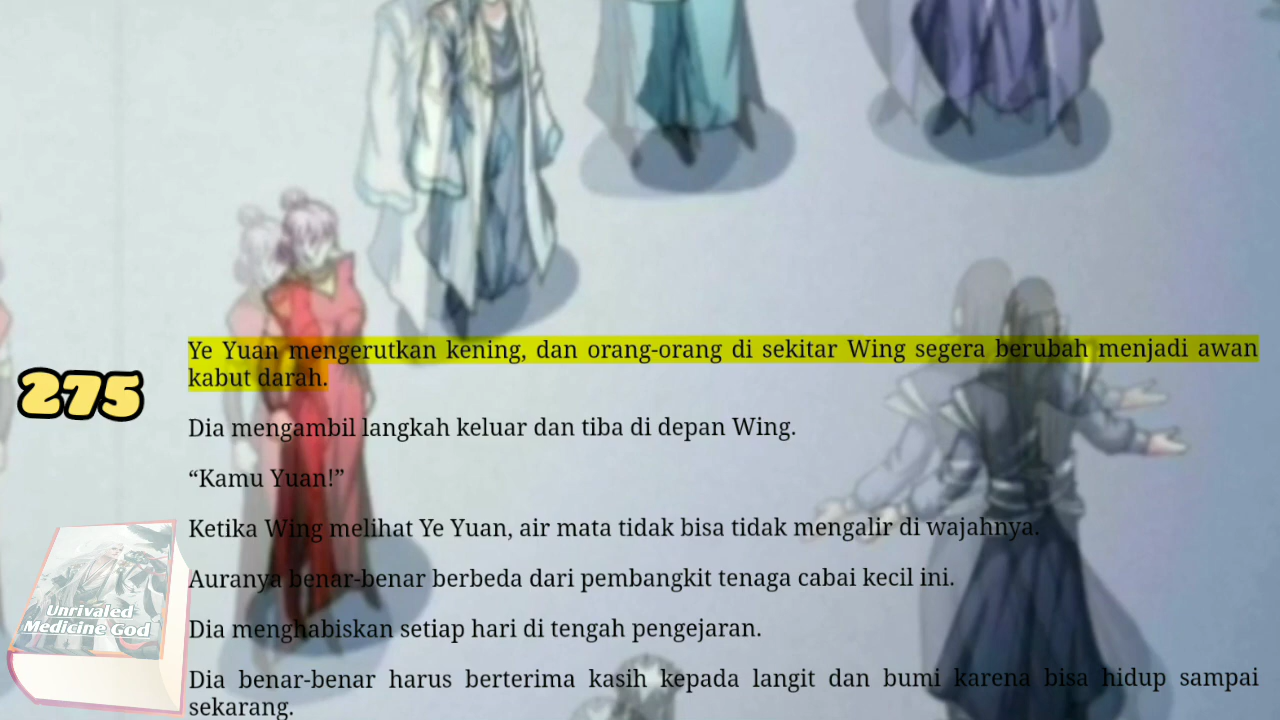 Ye Yuan mengerutkan kening, dan orang-orang di sekitar Wing segera berubah menjadi awan
kabut darah.
275
Dia mengambil langkah keluar dan tiba di depan Wing.
“Kamu Yuan!”
Ketika Wing melihat Ye Yuan, air mata tidak bisa tidak mengalir di wajahnya.
Auranya benar-benar berbeda dari pembangkit tenaga cabai kecil ini.
Dia menghabiskan setiap hari di tengah pengejaran.
Unrivaled
Medicine God
Dia benar-benar harus berterima kasih kepada langit dan bumi karena bisa hidup sampai
sekarang.